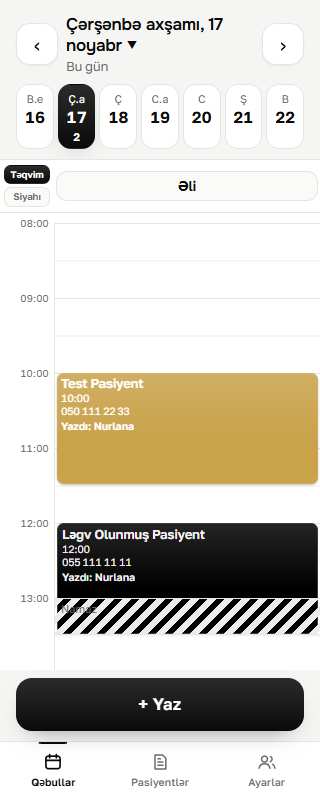 ‹
Çərşənbə axşamı, 17
noyabr ▼
Bu gün
›
B.e Ç.a Ç C.a C Ş B
16 17 18 19 20 21 22
2
Təqvim
Siyahı
Əli
08:00
09:00
10:00
Test Pasiyent
10:00
050 111 22 33
Yazdı: Nurlana
11:00
12:00
Ləğv Olunmuş Pasiyent
12:00
055 111 11 11
Yazdı: Nurlana
13:00
Namaz
+ Yaz
Qəbullar Pasiyentlər Ayarlar